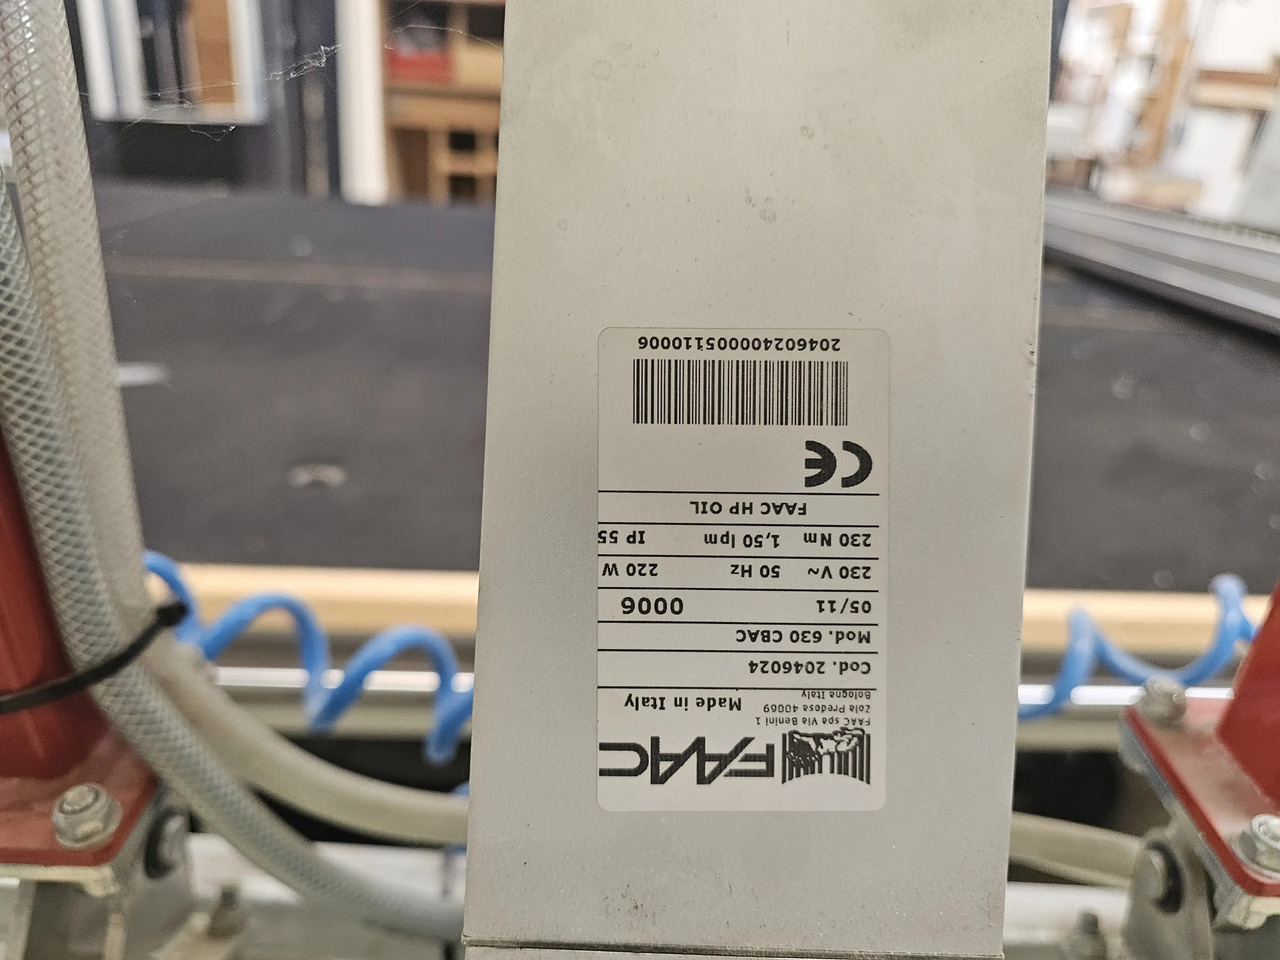 FAAC
FAAC spa Via Benini 1
Zola Predosa 40069
Bologna Italy
Made in Italy
Cod. 2046024
Mod. 630 CBAC
05/11 0006
230 V~ 50 Hz 220 W
230 Nm 1,50 lpm IP 55
FAAC HP OIL
CE
2046024000005110006